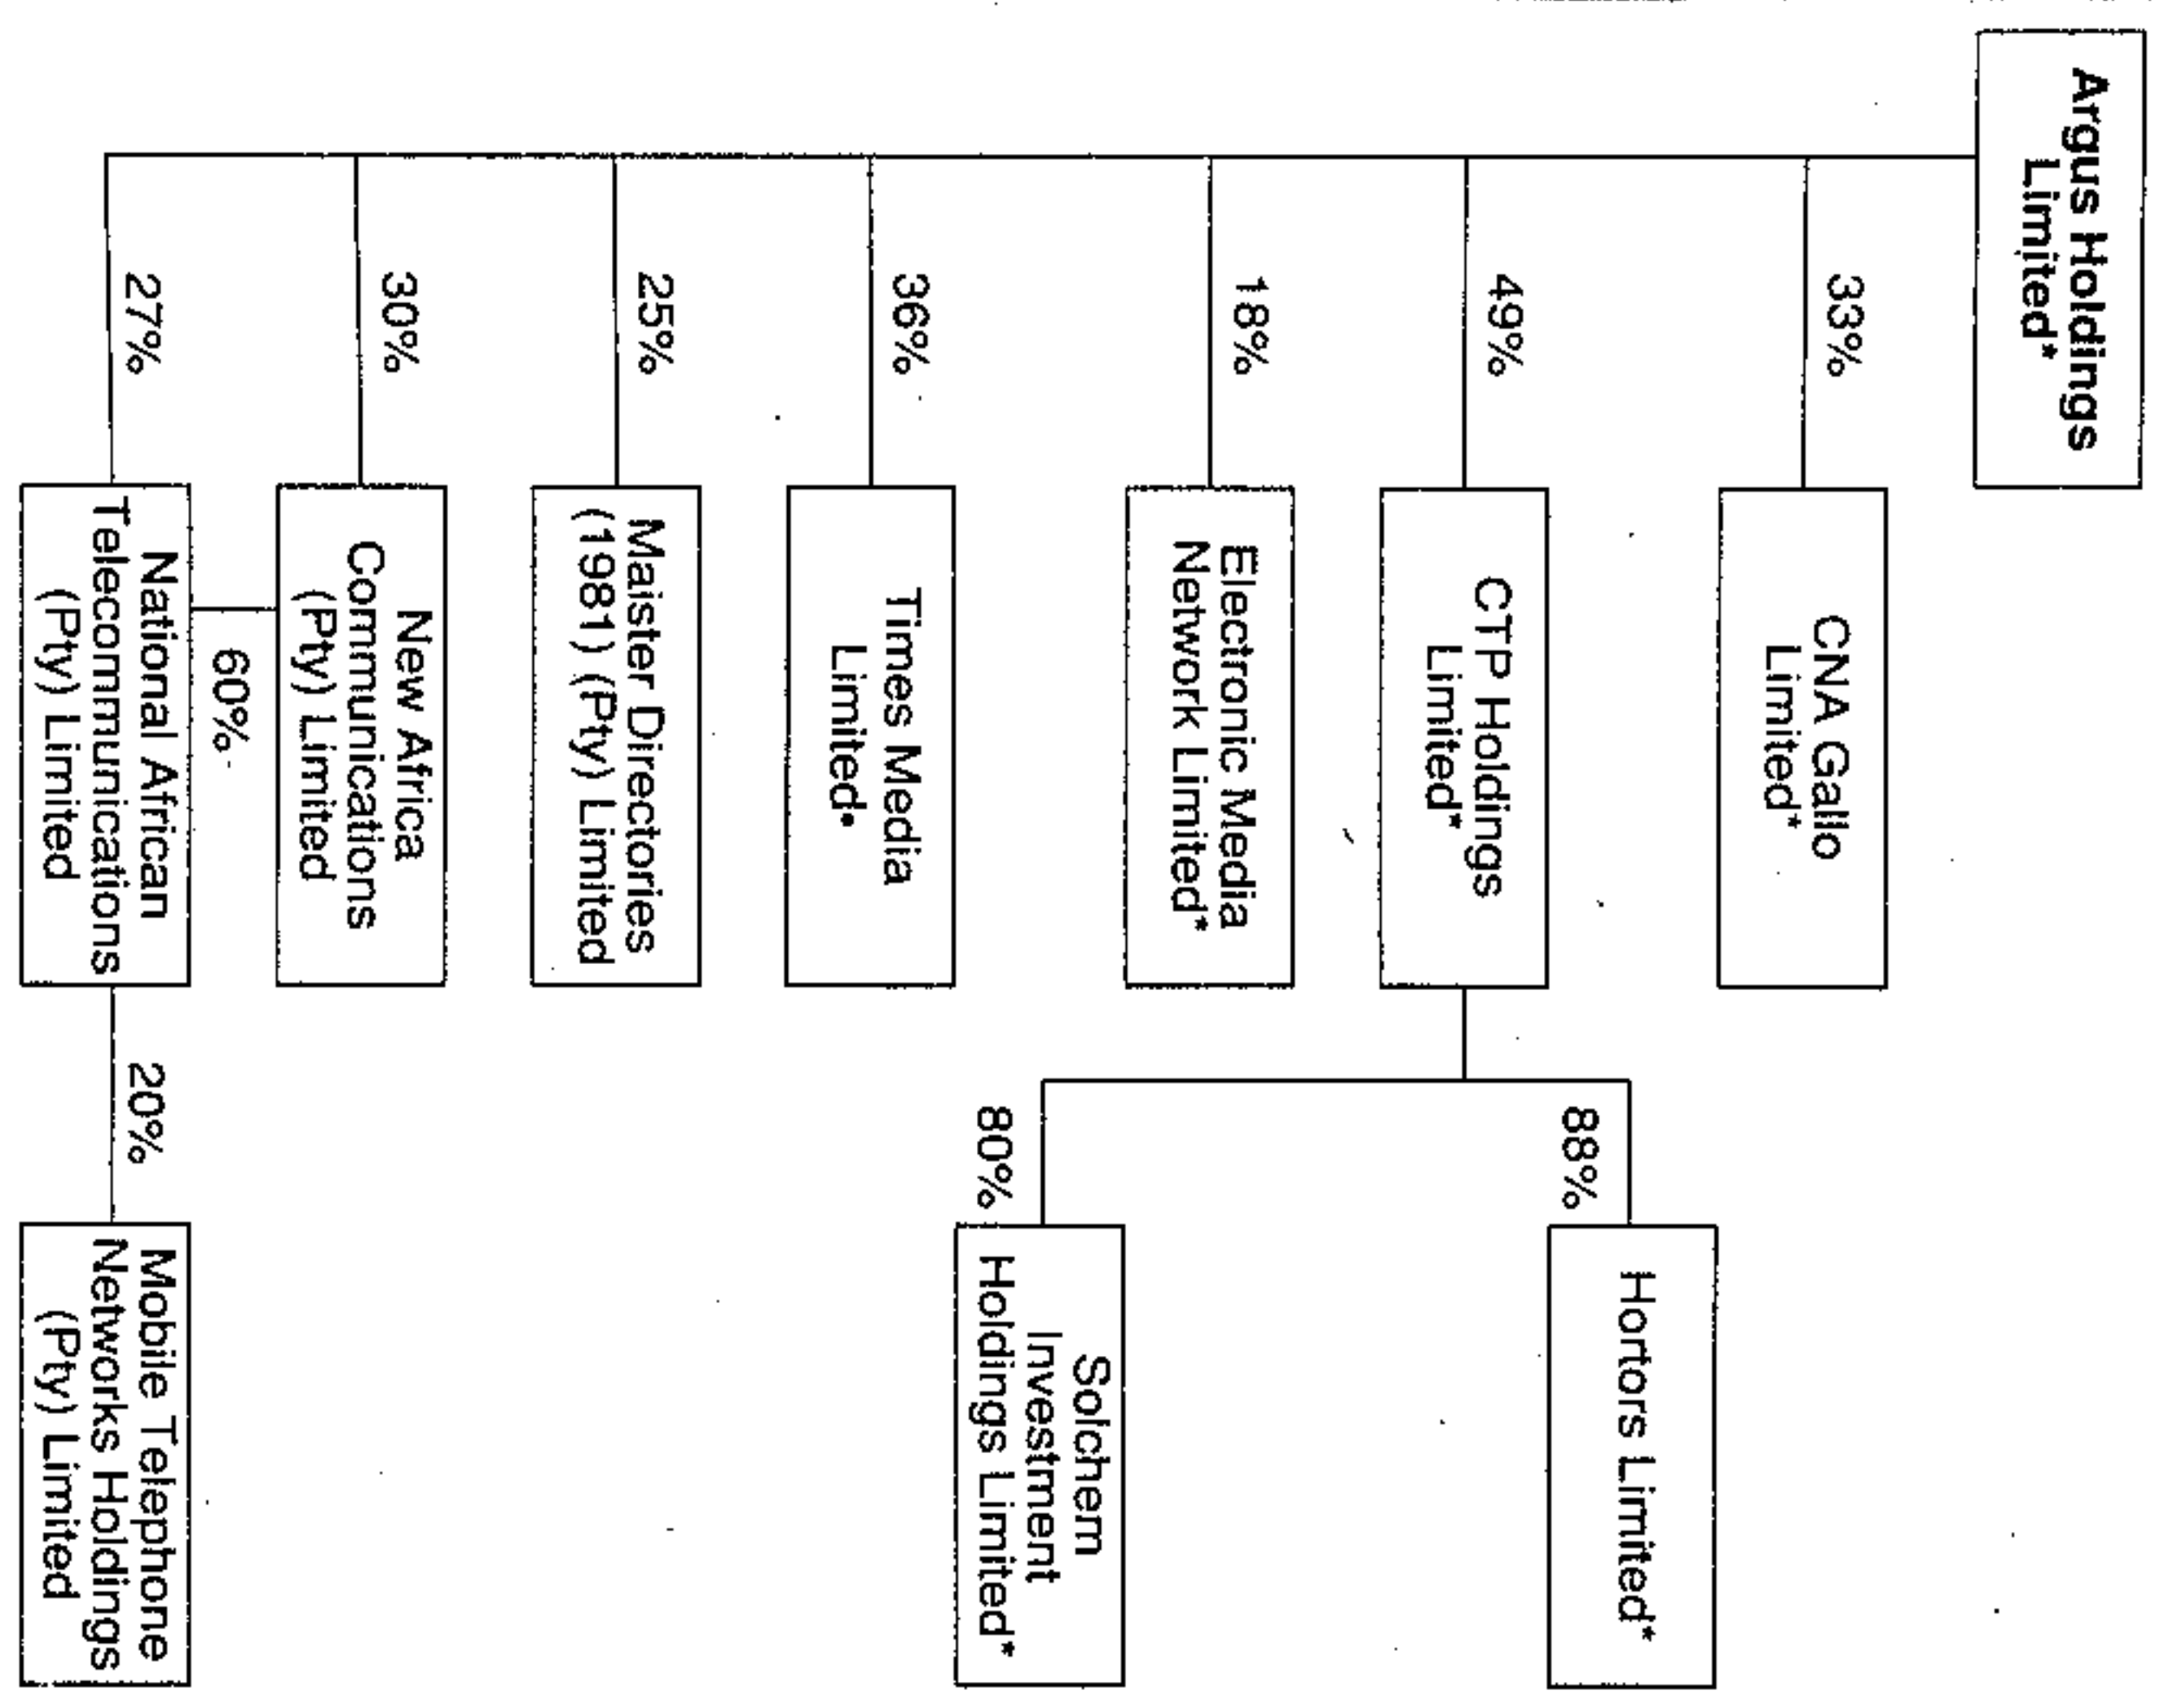 Argus Holdings
Limited*
33%
CNA Gallo
Limited*
49%
CTP Holdings
Limited*
88%
Hortors Limited*
80%
Solchem
Investment
Holdings Limited*
18%
Electronic Media
Network Limited*
36%
Times Media
Limited•
25%
Maister Directories
(1981) (Pty) Limited
30%
New Africa
Communications
(Pty) Limited
60%
27%
National African
Telecommunications
(Pty) Limited
20%
Mobile Telephone
Networks Holdings
(Pty) Limited